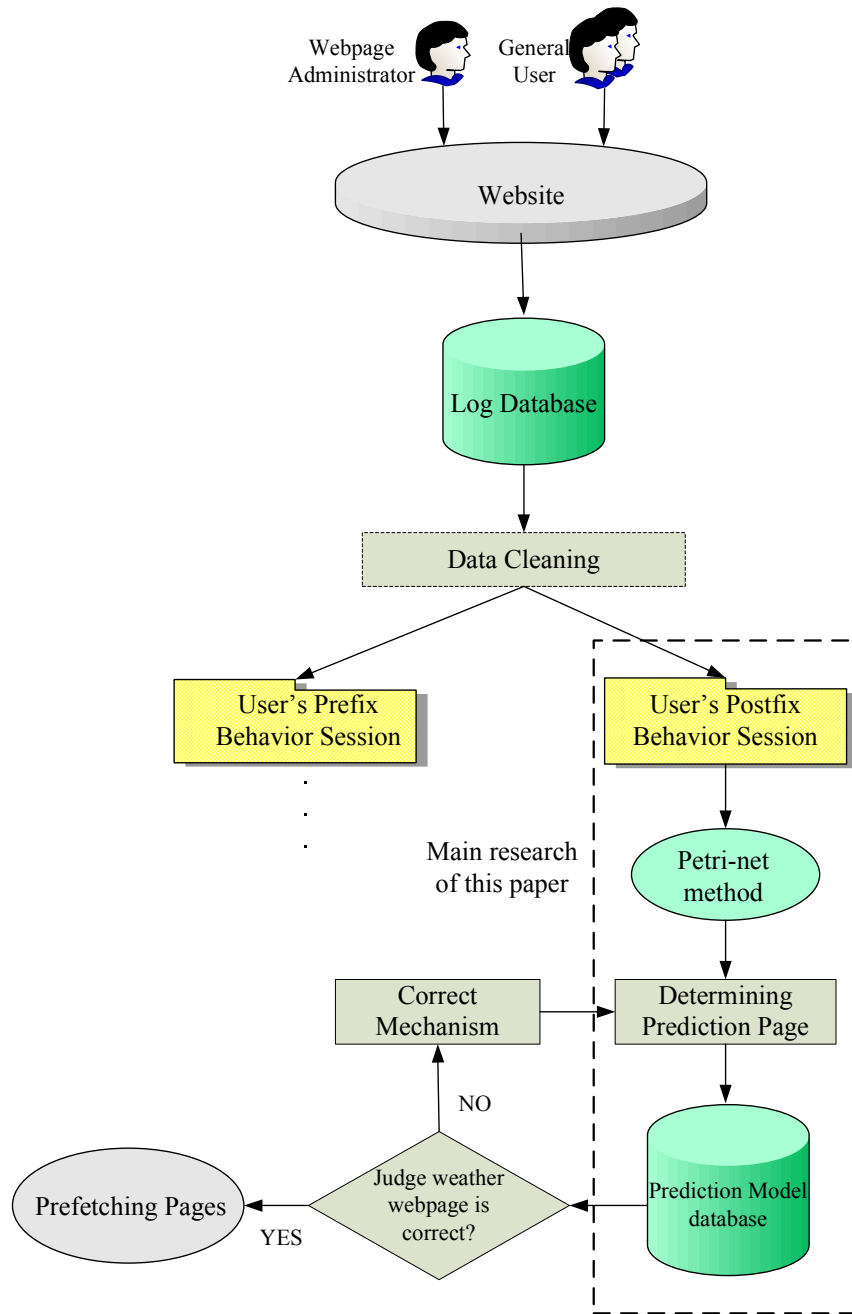 Webpage
Administrator
General
User
Website
Log Database
Data Cleaning
User's Prefix
Behavior Session
User's Postfix
Behavior Session
Main research
of this paper
Petri-net
method
Correct
Mechanism
Determining
Prediction Page
NO
Judge weather
webpage is
correct?
Prediction Model
database
Prefetching Pages
YES